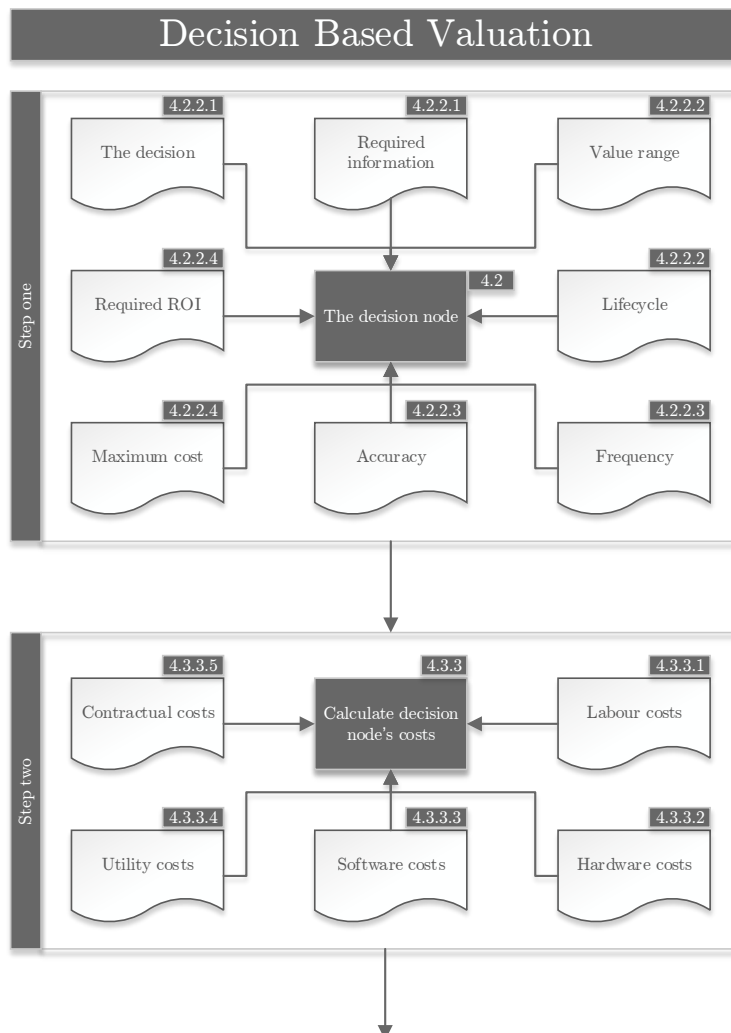 Decision Based Valuation
Step one
4.2.2.1
The decision
4.2.2.1
Required
information
4.2.2.2
Value range
4.2.2.4
Required ROI
4.2
The decision node
4.2.2.2
Lifecycle
4.2.2.4
Maximum cost
4.2.2.3
Accuracy
4.2.2.3
Frequency
Step two
4.3.3.5
Contractual costs
4.3.3
Calculate decision
node's costs
4.3.3.1
Labour costs
4.3.3.4
Utility costs
4.3.3.3
Software costs
4.3.3.2
Hardware costs